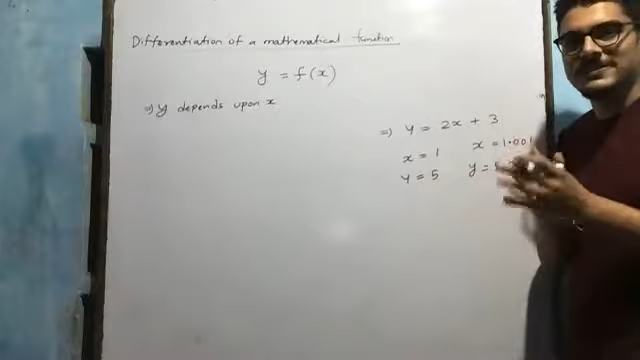 Differentiation of a mathematical function
y = f(x)
⇒ y depends upon x
⇒ y = 2x + 3
x = 1 x = 1.001
y = 5 y =